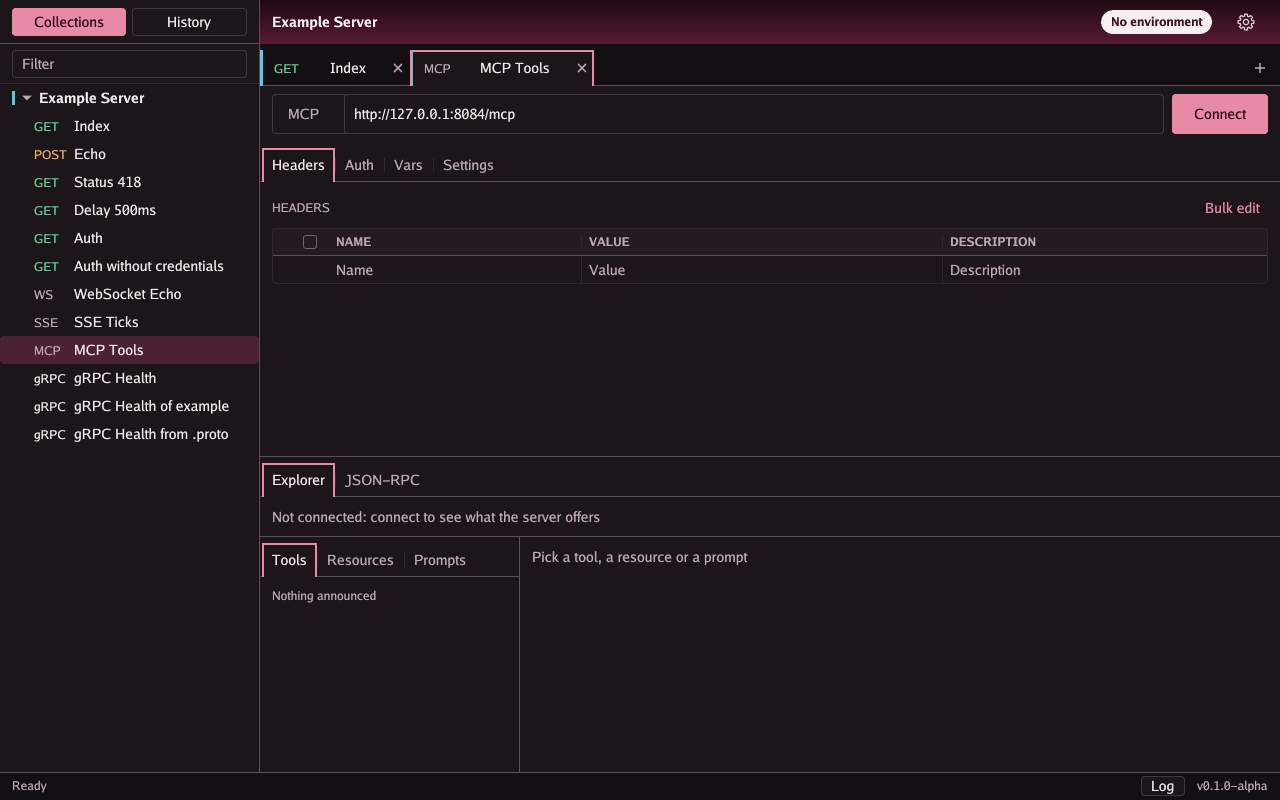 Collections
History
Example Server
No environment
Filter
GET Index
MCP MCP Tools
Example Server
GET Index
POST Echo
GET Status 418
GET Delay 500ms
GET Auth
GET Auth without credentials
WS WebSocket Echo
SSE SSE Ticks
MCP MCP Tools
gRPC gRPC Health
gRPC gRPC Health of example
gRPC gRPC Health from .proto
MCP http://127.0.0.1:8084/mcp
Connect
Headers Auth Vars Settings
HEADERS
Bulk edit
NAME VALUE DESCRIPTION
Name Value Description
Explorer JSON-RPC
Not connected: connect to see what the server offers
Tools Resources Prompts
Nothing announced
Pick a tool, a resource or a prompt
Ready
Log
v0.1.0-alpha